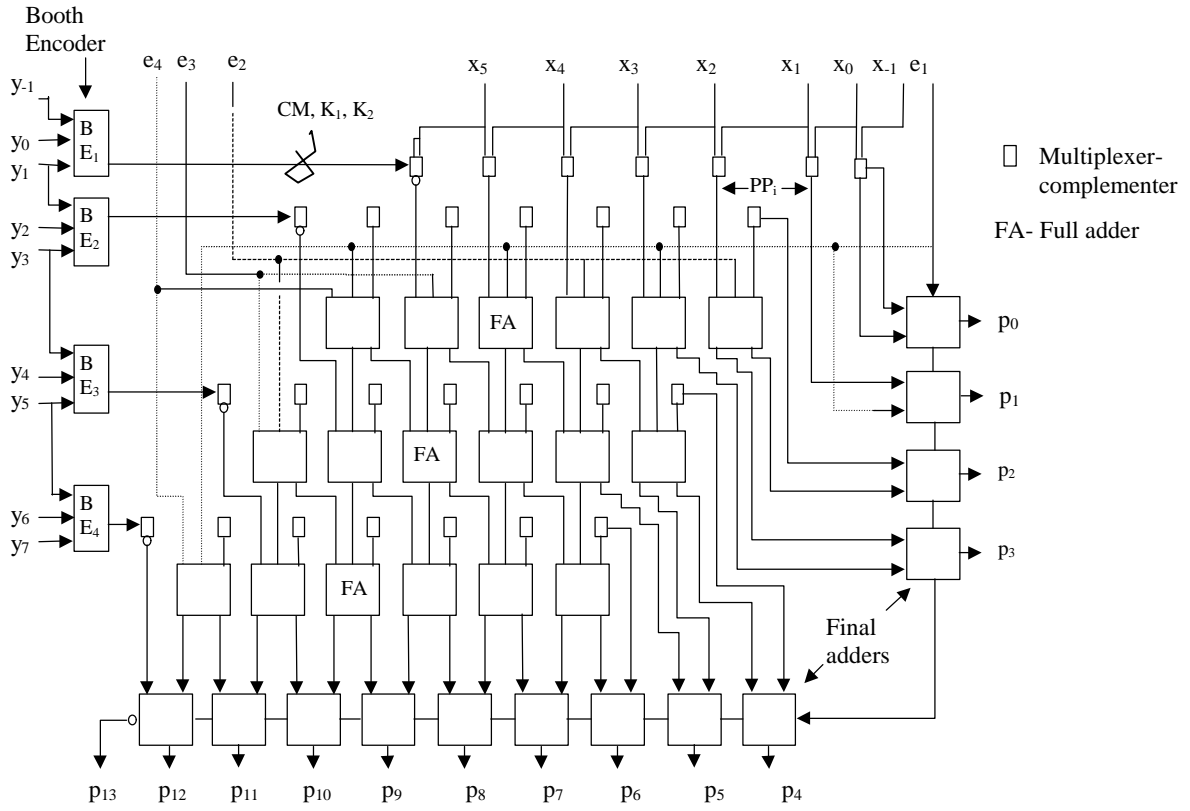 Booth
Encoder
e4 e3 e2 x5 x4 x3 x2 x1 x0 x-1 e1
y-1
CM, K1, K2
B
E1
y0
y1
Multiplexer-
complementer
PPi
B
E2
y2
y3
FA- Full adder
FA
p0
B
E3
y4
y5
p1
FA
p2
B
E4
y6
y7
p3
FA
Final
adders
p13 p12 p11 p10 p9 p8 p7 p6 p5 p4